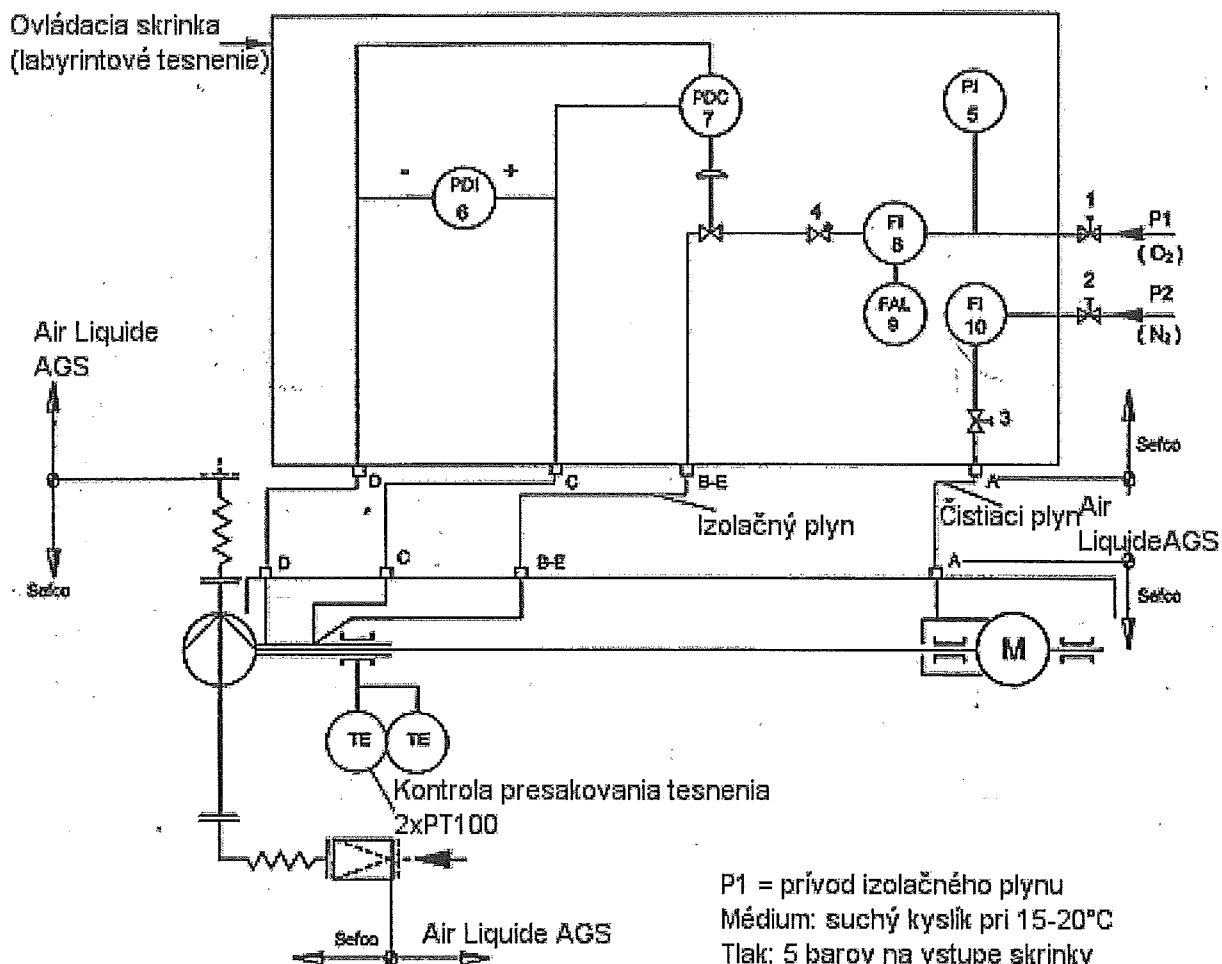 Ovládacia skrinka
(labyrintové tesnenie)
PDC
7
PI
5
- PDI +
6
1
P1
(O₂)
4
FI
8
2
P2
(N₂)
FAL
9
FI
10
3
Air Liquide
AGS
Sefco
D
C
B-E
A
Sefco
Izolačný plyn
Čistiaci plyn
Air
LiquideAGS
D
C
B-E
A
Sefco
M
TE
TE
Kontrola presakovania tesnenia
2xPT100
Sefco
Air Liquide AGS
P1 = prívod izolačného plynu
Médium: suchý kyslík pri 15-20°C
Tlak: 5 barov na vstupe skrinky